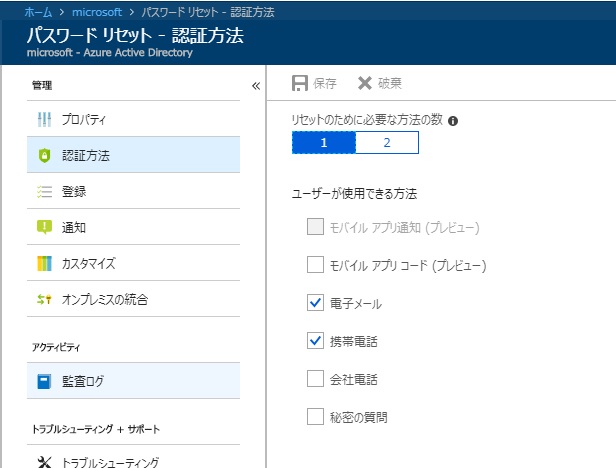 ホーム > microsoft > パスワード リセット - 認証方法
パスワード リセット - 認証方法
microsoft - Azure Active Directory
管理
プロパティ
認証方法
登録
通知
カスタマイズ
オンプレミスの統合
アクティビティ
監査ログ
トラブルシューティング + サポート
トラブルシューティング
保存 破棄
リセットのために必要な方法の数
1 2
ユーザーが使用できる方法
モバイル アプリ通知 (プレビュー)
モバイル アプリ コード (プレビュー)
電子メール
携帯電話
会社電話
秘密の質問